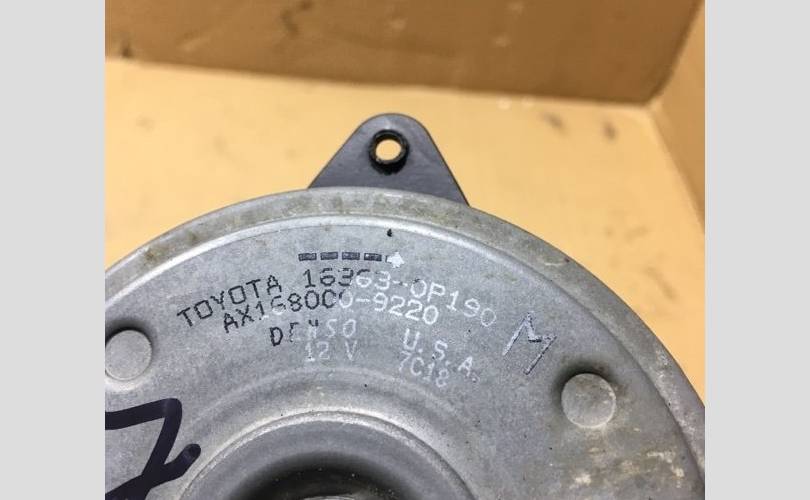 TOYOTA 16363-0P190
AX168000-9220 M
DENSO U.S.A.
12 V 7C18